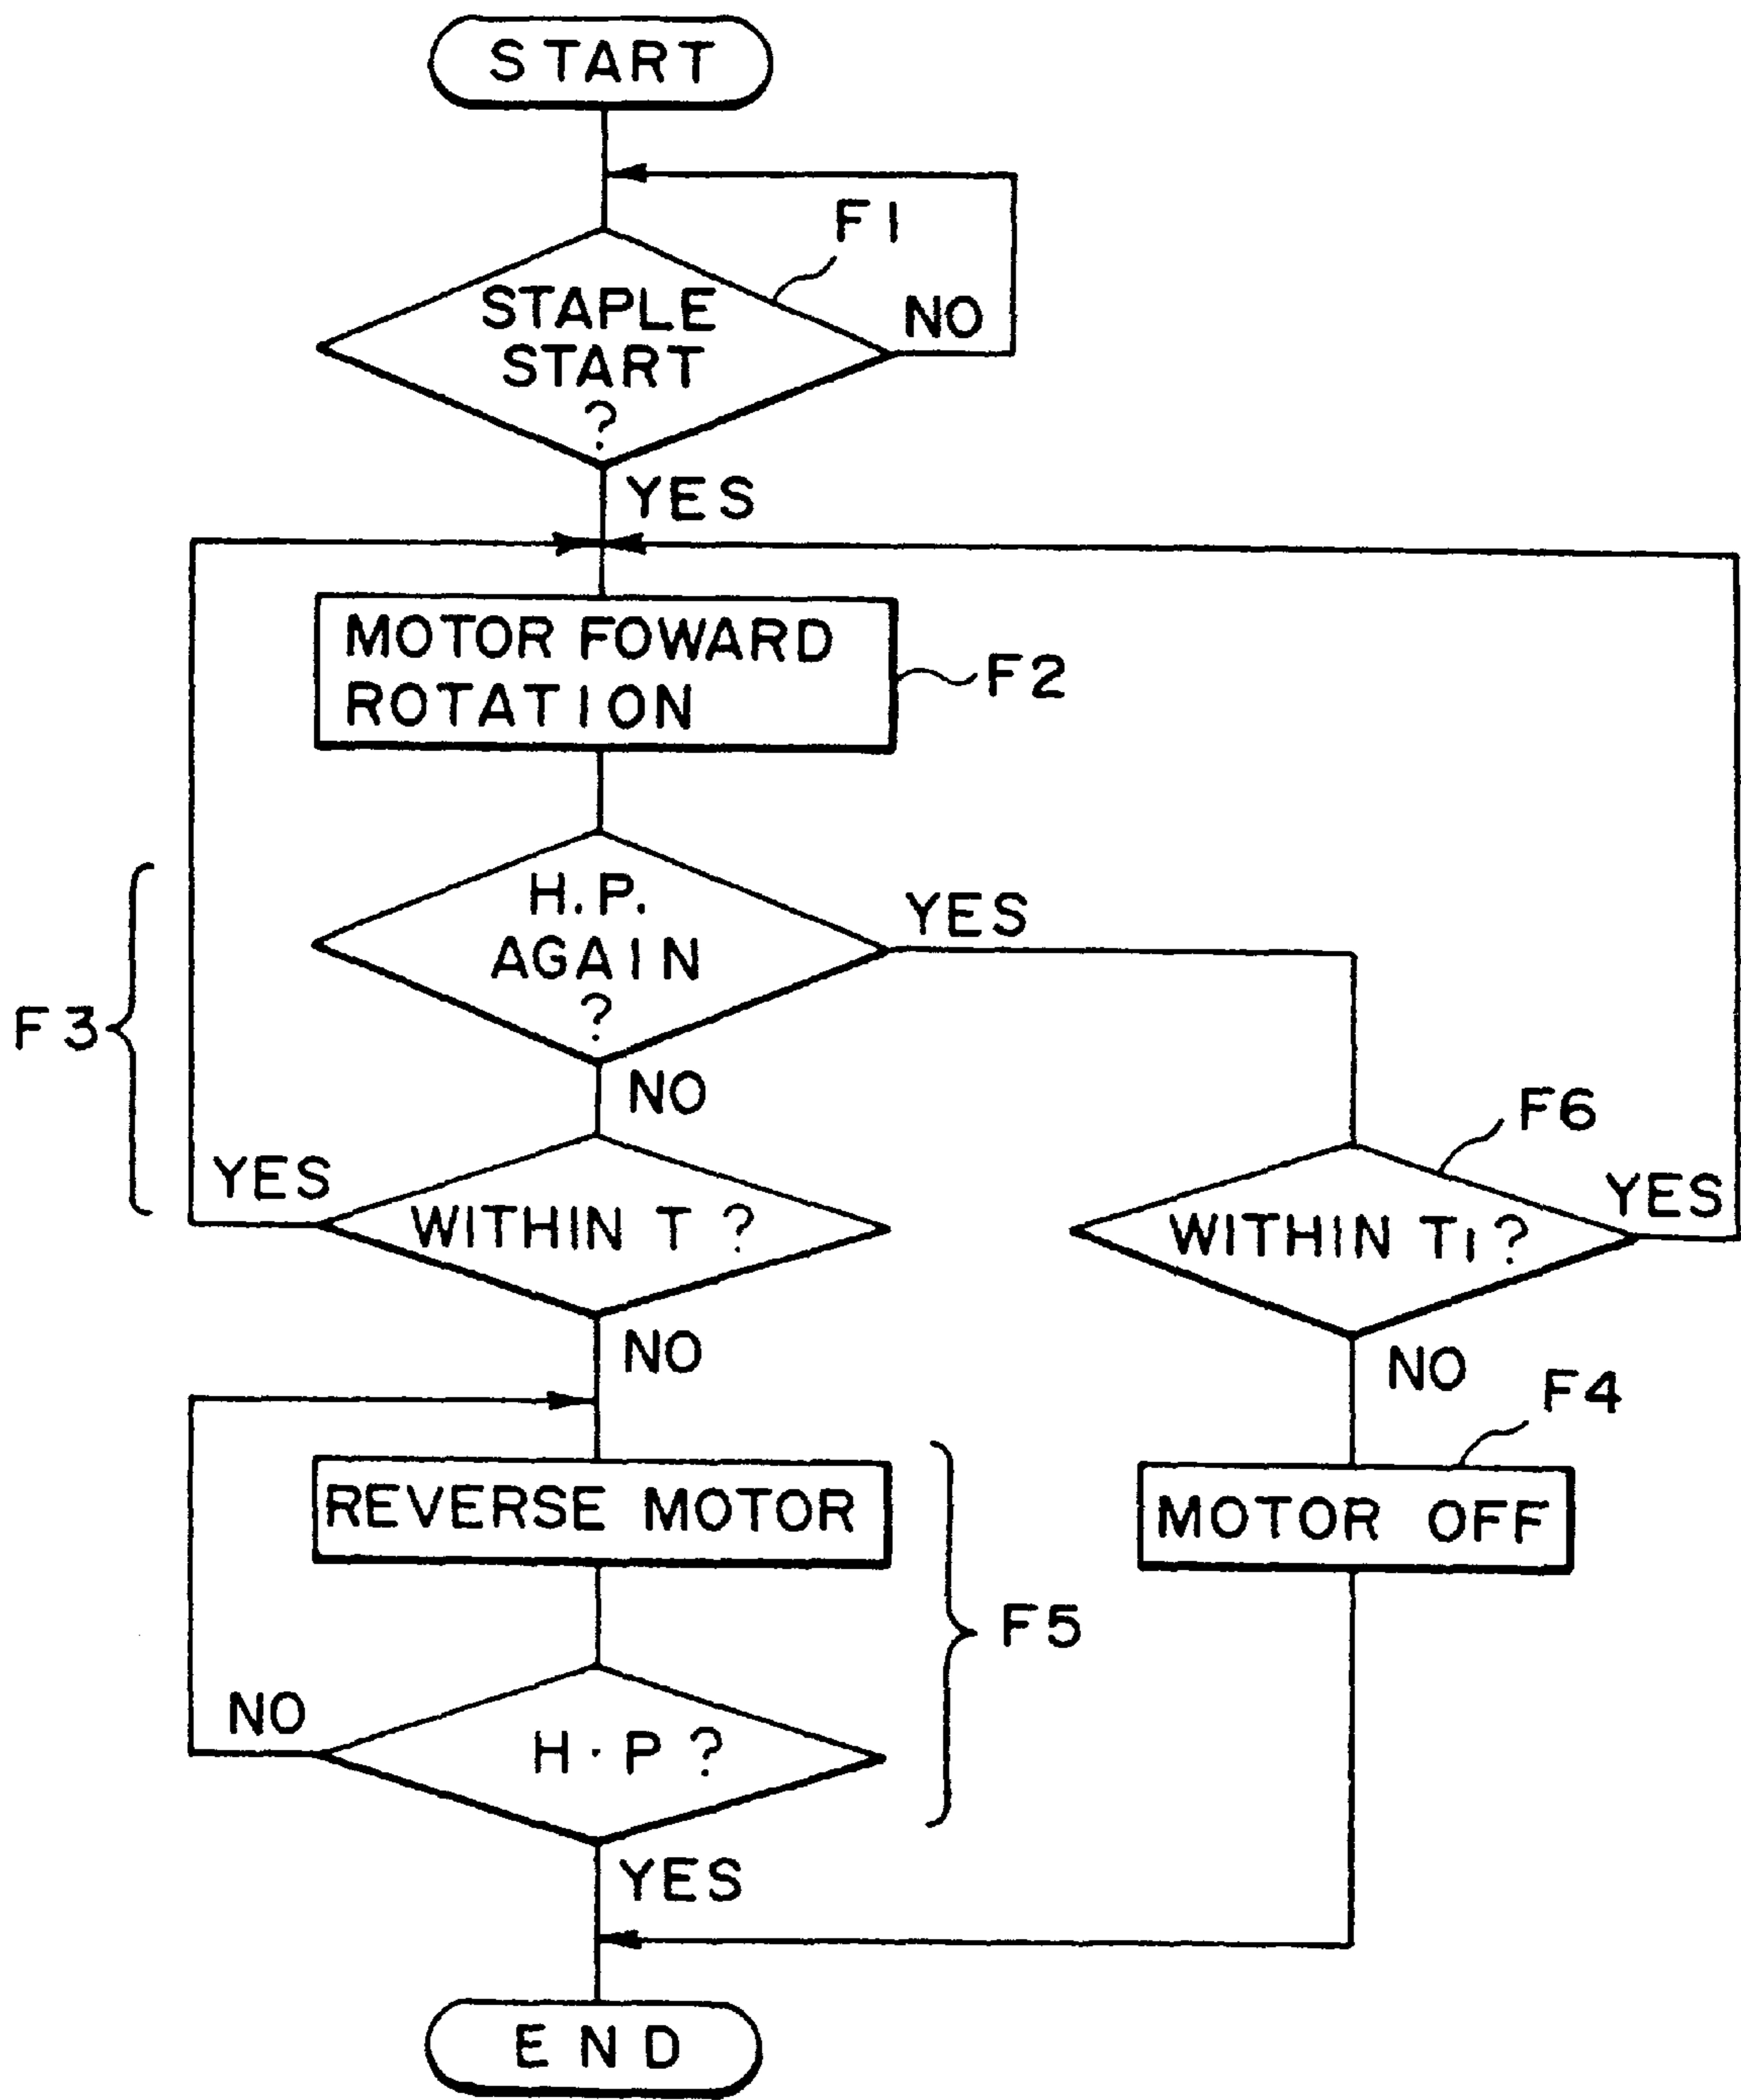 START
F1
STAPLE
START
?
NO
YES
MOTOR FOWARD
ROTATION
F2
H.P.
AGAIN
?
YES
F3
NO
F6
YES
WITHIN T ?
WITHIN T1 ?
YES
NO
NO
F4
REVERSE MOTOR
MOTOR OFF
F5
NO
H·P ?
YES
END